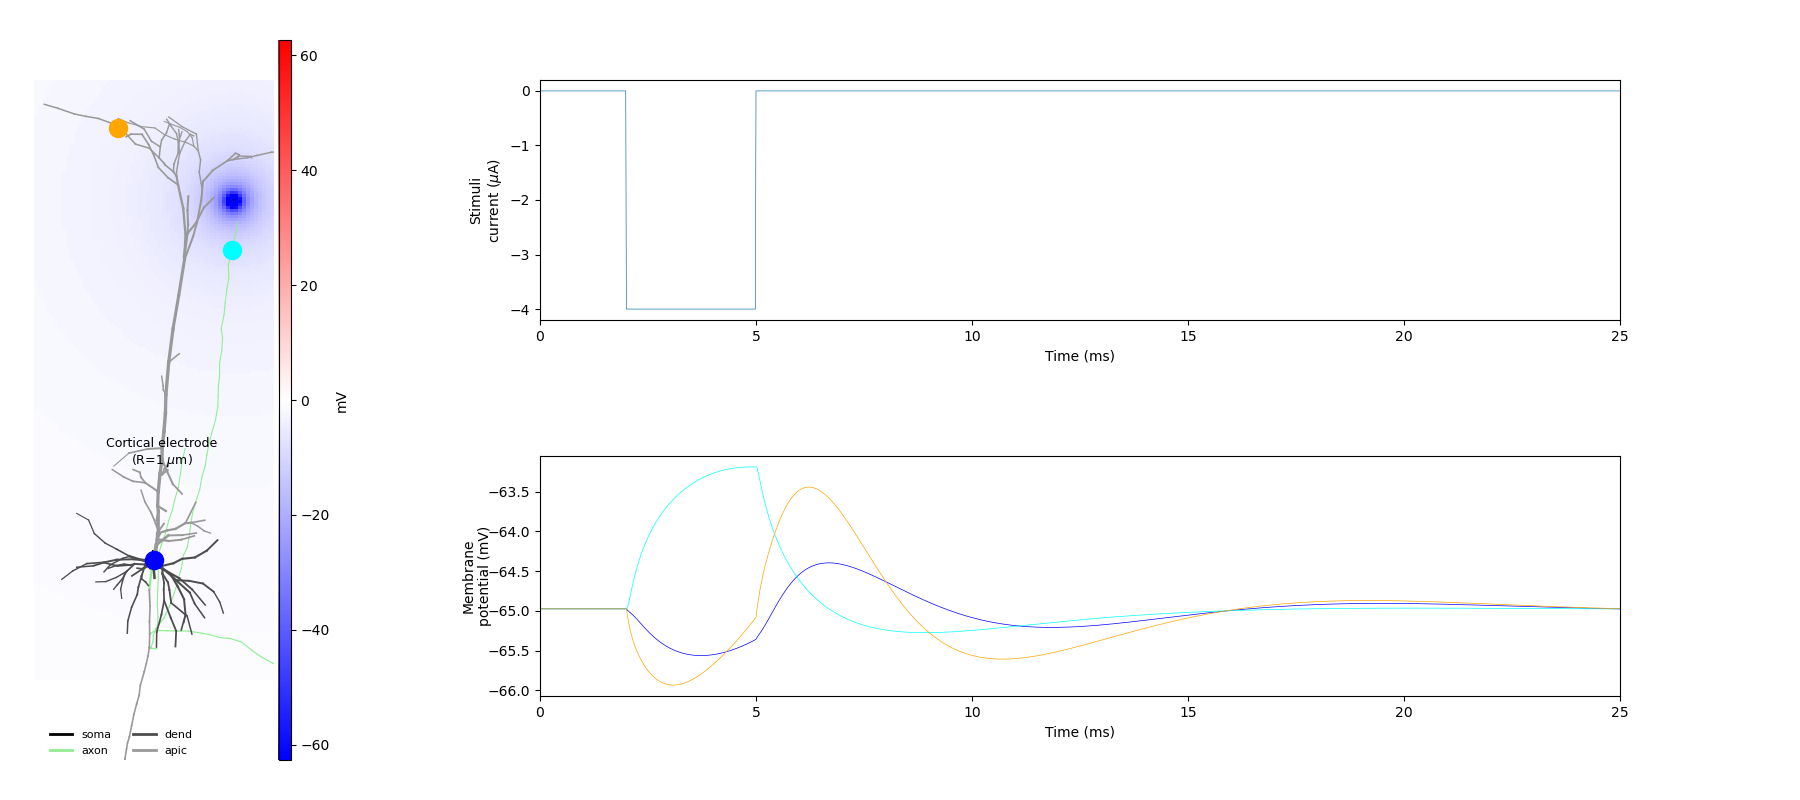 60
40
20
0
−20
−40
−60
mV
Cortical electrode
(R=1 μm)
soma
axon
dend
apic
0
−1
−2
−3
−4
Stimuli
current (μA)
0
5
10
15
20
25
Time (ms)
−63.5
−64.0
−64.5
−65.0
−65.5
−66.0
Membrane
potential (mV)
0
5
10
15
20
25
Time (ms)